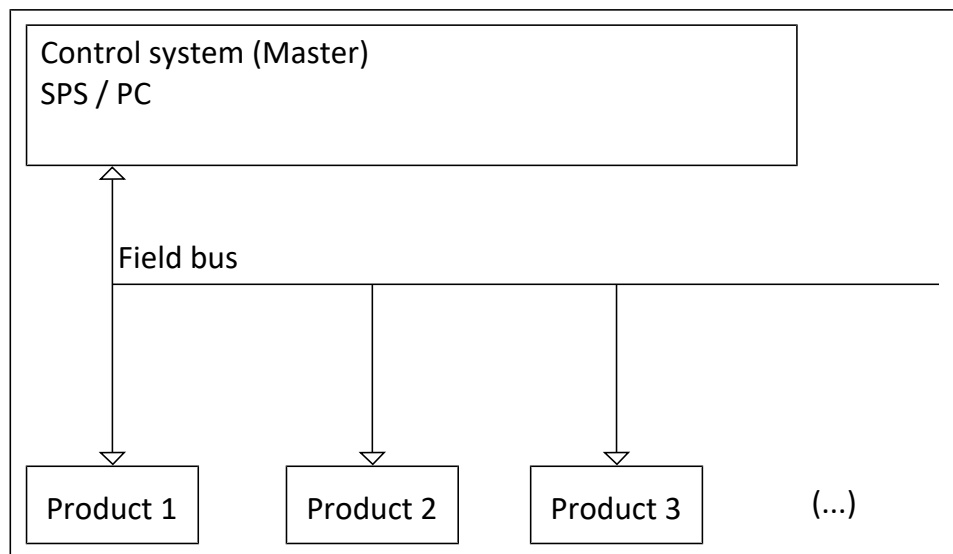 Control system (Master)
SPS / PC
Field bus
Product 1
Product 2
Product 3
(...)